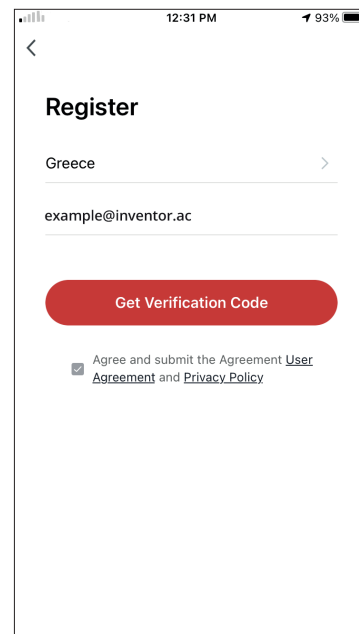 12:31 PM
93%
Register
Greece
example@inventor.ac
Get Verification Code
Agree and submit the Agreement User
Agreement and Privacy Policy